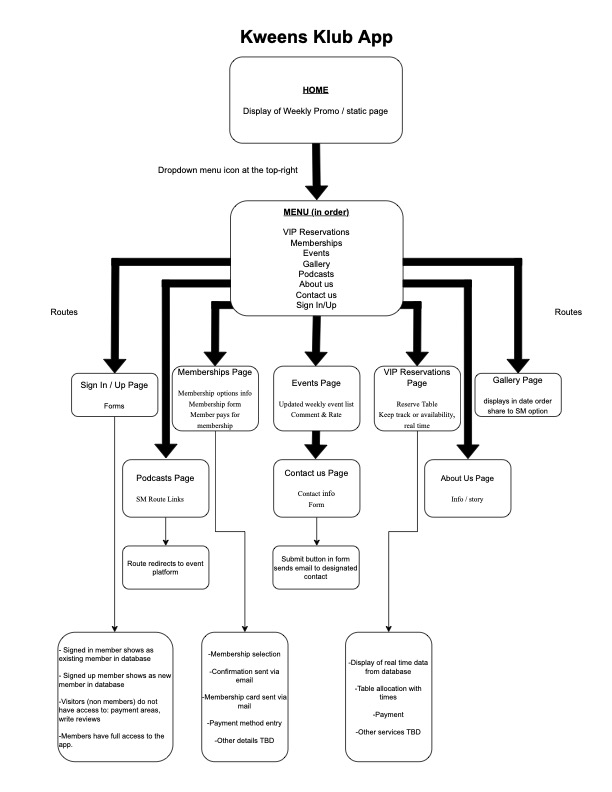 Kweens Klub App
HOME
Display of Weekly Promo / static page
Dropdown menu icon at the top-right
MENU (in order)
VIP Reservations
Memberships
Events
Gallery
Podcasts
About us
Contact us
Sign In/Up
Routes
Routes
Sign In / Up Page
Forms
Memberships Page
Membership options info
Membership form
Member pays for
membership
Events Page
Updated weekly event list
Comment & Rate
VIP Reservations
Page
Reserve Table
Keep track or availability,
real time
Gallery Page
displays in date order
share to SM option
Podcasts Page
SM Route Links
Contact us Page
Contact info
Form
About Us Page
Info / story
Route redirects to event
platform
Submit button in form
sends email to designated
contact
- Signed in member shows as
existing member in database
- Signed up member shows as new
member in database
-Visitors (non members) do not
have access to: payment areas,
write reviews
-Members have full access to the
app.
-Membership selection
-Confirmation sent via
email
-Membership card sent via
mail
-Payment method entry
-Other details TBD
-Display of real time data
from database
-Table allocation with
times
-Payment
-Other services TBD